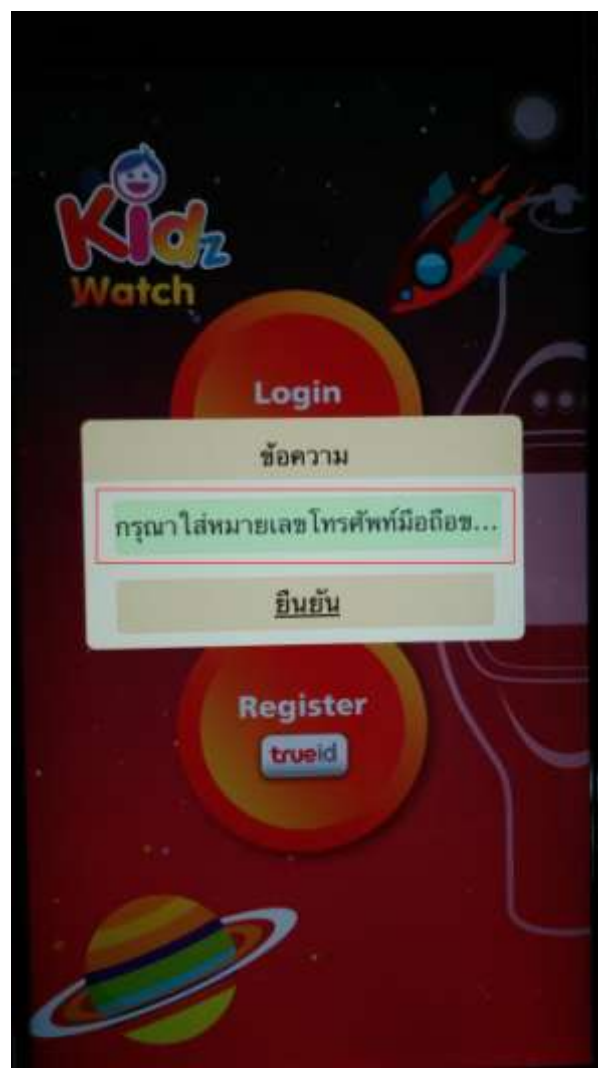 Kidz
Watch
Login
ข้อความ
กรุณาใส่หมายเลขโทรศัพท์มือถือข...
ยืนยัน
Register
trueid